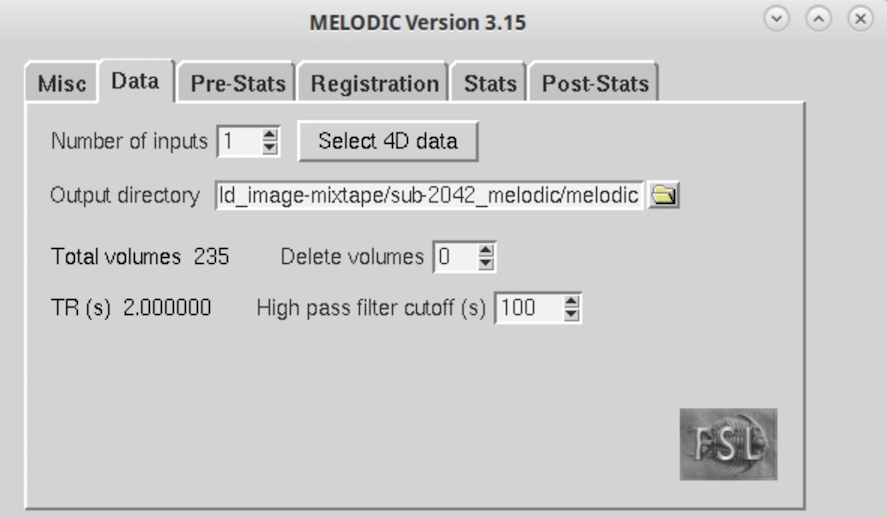 MELODIC Version 3.15
Misc Data Pre-Stats Registration Stats Post-Stats
Number of inputs 1 Select 4D data
Output directory ld_image-mixtape/sub-2042_melodic/melodic
Total volumes 235 Delete volumes 0
TR (s) 2.000000 High pass filter cutoff (s) 100
FSL